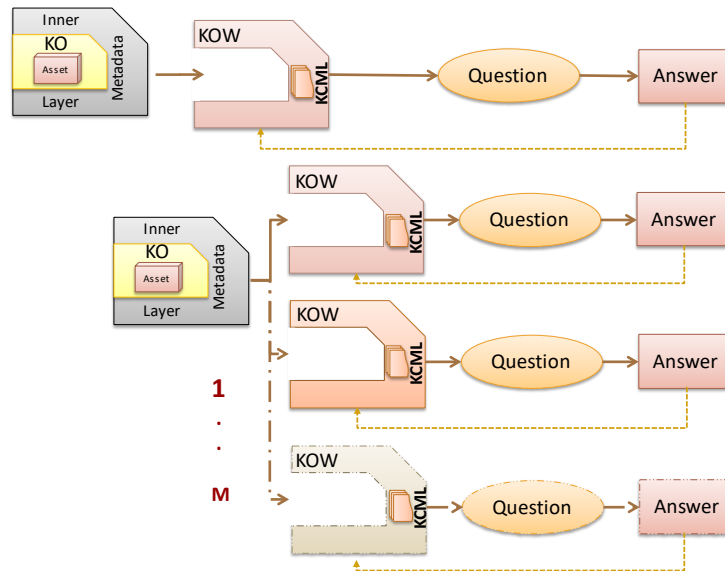 Inner
KO
Asset
Layer
Metadata
KOW
KCML
Question
Answer
Inner
KO
Asset
Layer
Metadata
KOW
KCML
Question
Answer
KOW
KCML
Question
Answer
1
.
.
M
KOW
KCML
Question
Answer